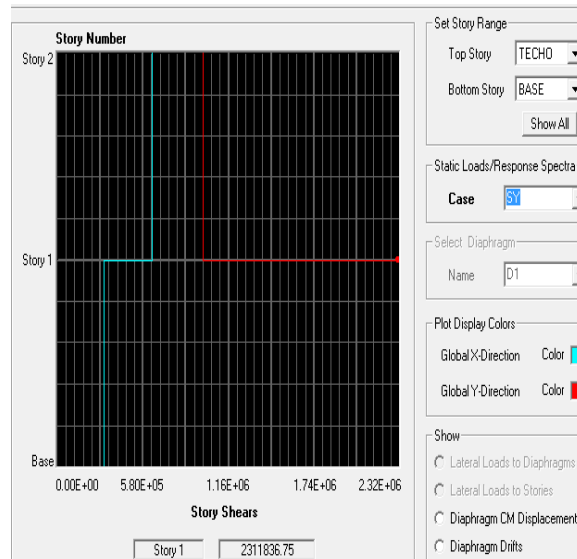 Story Number
Story 2
Story 1
Base
0.00E+00 5.80E+05 1.16E+06 1.74E+06 2.32E+06
Story Shears
Story 1 2311836.75
Set Story Range
Top Story TECHO
Bottom Story BASE
Show All
Static Loads/Response Spectra
Case SY
Select Diaphragm
Name D1
Plot Display Colors
Global X-Direction Color
Global Y-Direction Color
Show
Lateral Loads to Diaphragms
Lateral Loads to Stories
Diaphragm CM Displacement
Diaphragm Drifts